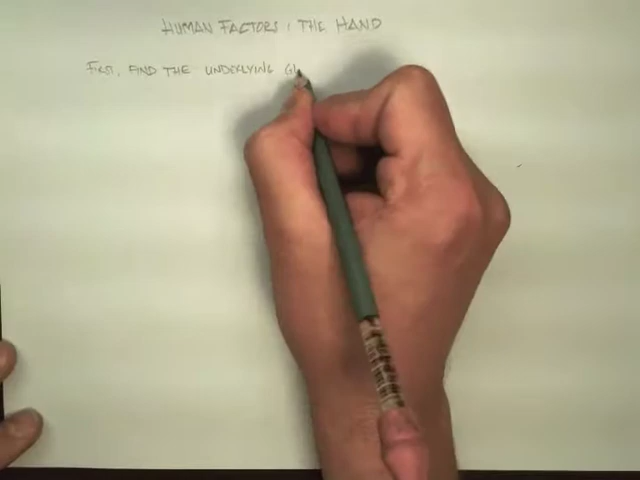 HUMAN FACTORS: THE HAND
FIRST, FIND THE UNDERLYING